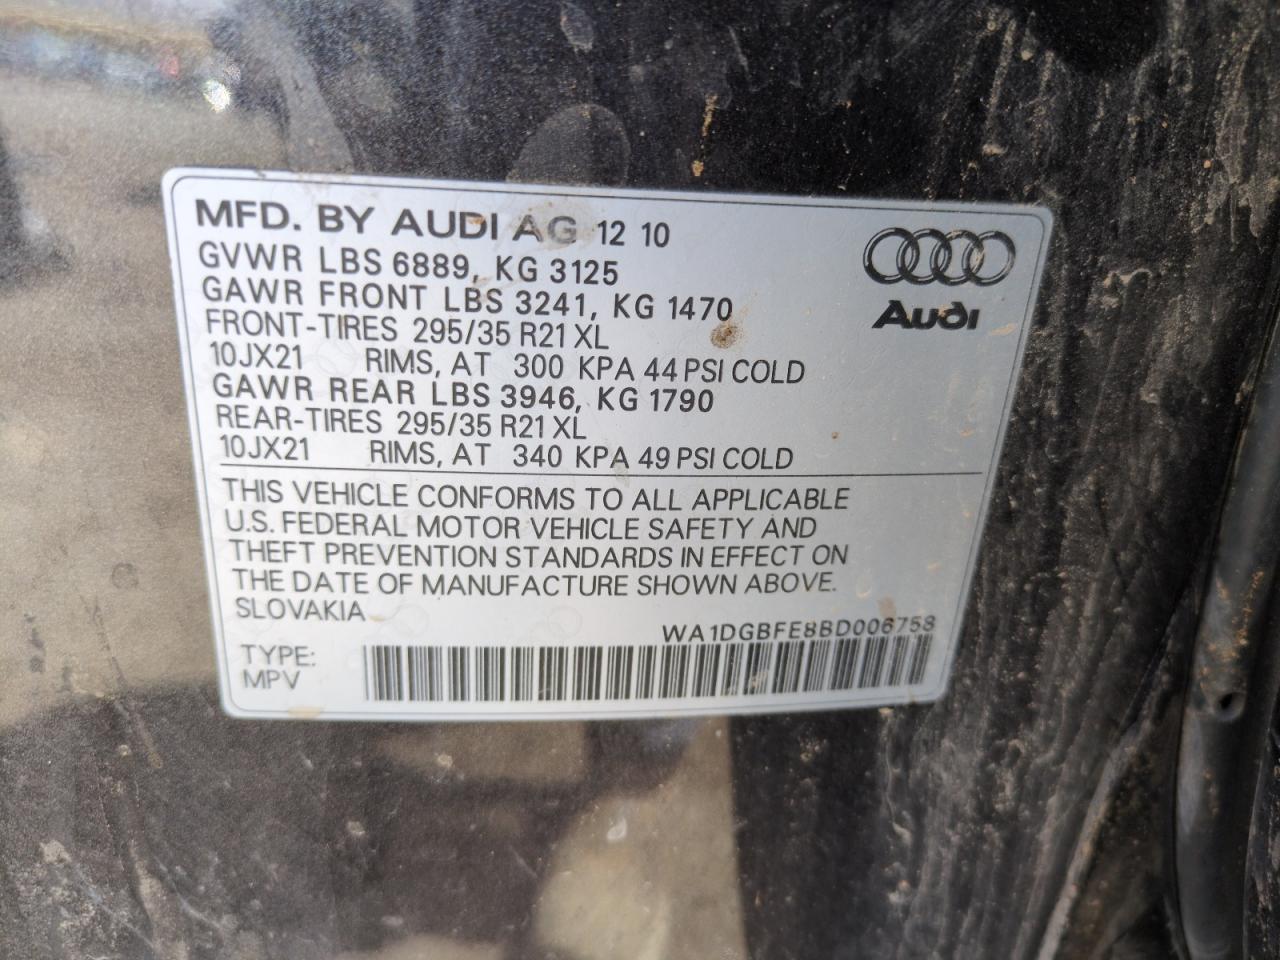 MFD. BY AUDI AG 12 10
GVWR LBS 6889, KG 3125
GAWR FRONT LBS 3241, KG 1470
FRONT-TIRES 295/35 R21 XL
10JX21 RIMS, AT 300 KPA 44 PSI COLD
GAWR REAR LBS 3946, KG 1790
REAR-TIRES 295/35 R21 XL
10JX21 RIMS, AT 340 KPA 49 PSI COLD
Audi
THIS VEHICLE CONFORMS TO ALL APPLICABLE
U.S. FEDERAL MOTOR VEHICLE SAFETY AND
THEFT PREVENTION STANDARDS IN EFFECT ON
THE DATE OF MANUFACTURE SHOWN ABOVE.
SLOVAKIA
WA1DGBFE8BD006758
TYPE:
MPV